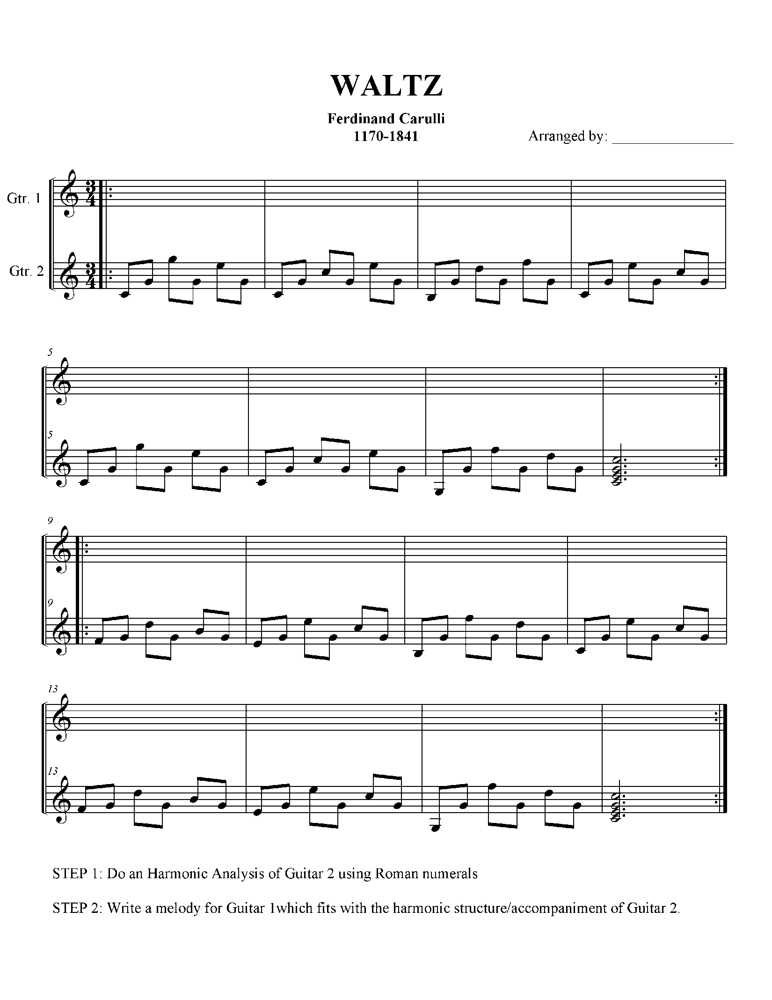 WALTZ
Ferdinand Carulli
1170-1841
Arranged by: ________________
Gtr. 1
3
4
Gtr. 2
3
4
5
5
9
9
13
13
STEP 1: Do an Harmonic Analysis of Guitar 2 using Roman numerals
STEP 2: Write a melody for Guitar 1which fits with the harmonic structure/accompaniment of Guitar 2.